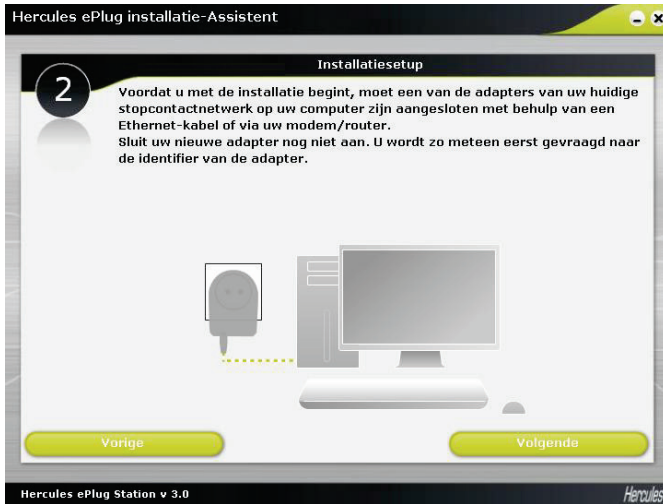 Hercules ePlug installatie-Assistent
Installatiesetup
2
Voordat u met de installatie begint, moet een van de adapters van uw huidige
stopcontactnetwerk op uw computer zijn aangesloten met behulp van een
Ethernet-kabel of via uw modem/router.
Sluit uw nieuwe adapter nog niet aan. U wordt zo meteen eerst gevraagd naar
de identifier van de adapter.
Vorige
Volgende
Hercules ePlug Station v 3.0
Hercules